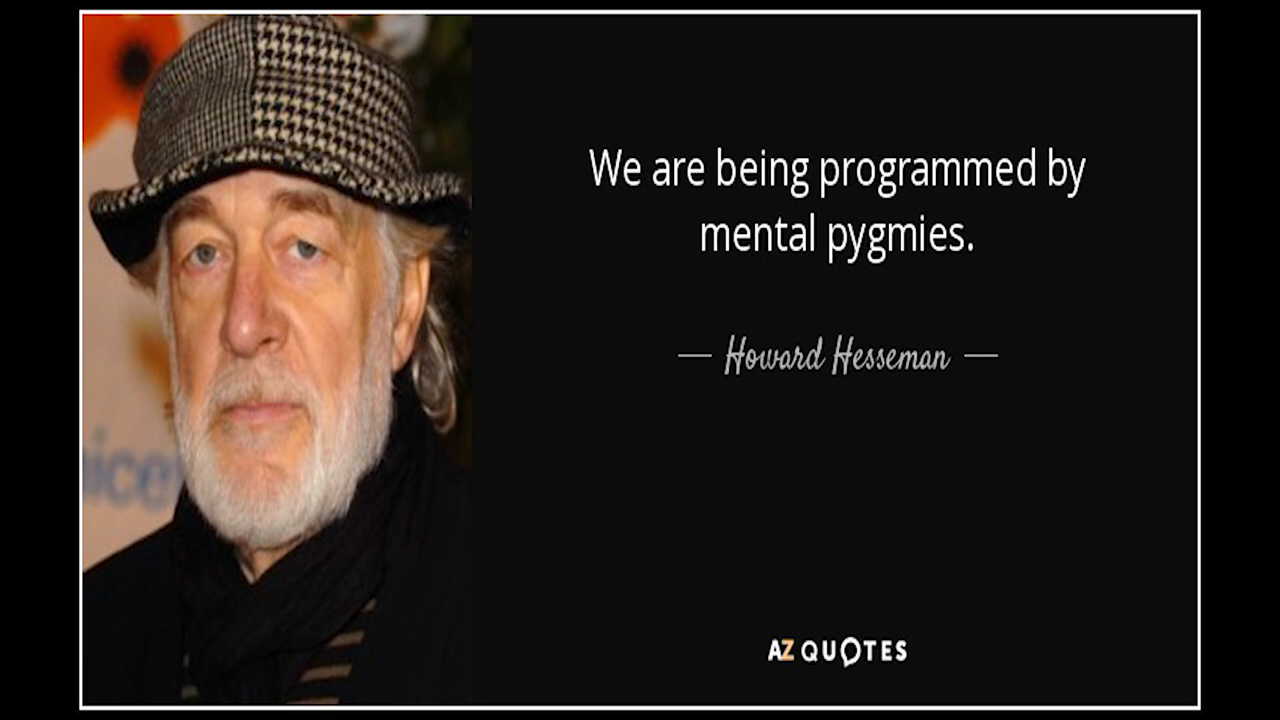 We are being programmed by
mental pygmies.
— Howard Hesseman —
AZ QUOTES